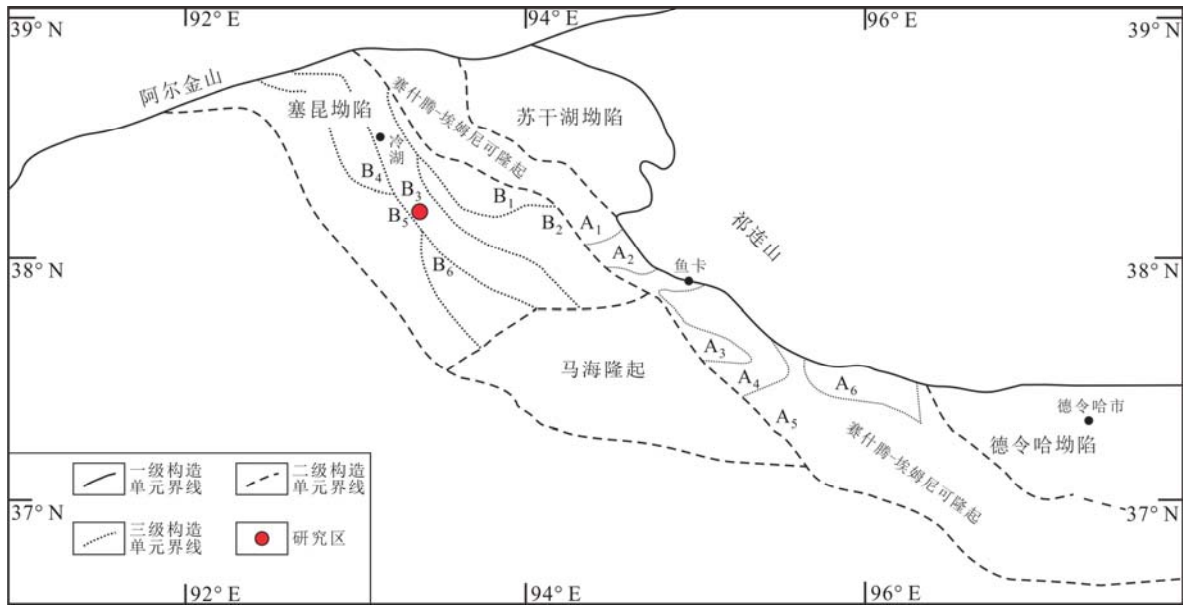 92° E
94° E
96° E
39° N
39° N
阿尔金山
塞昆坳陷
赛什腾-埃姆尼可隆起
苏干湖坳陷
冷湖
B4
B3
B5
B1
B2
A1
A2
祁连山
38° N
38° N
鱼卡
B6
A3
A4
A5
A6
马海隆起
德令哈市
德令哈坳陷
赛什腾-埃姆尼可隆起
37° N
37° N
一级构造
单元界线
二级构造
单元界线
三级构造
单元界线
研究区
92° E
94° E
96° E